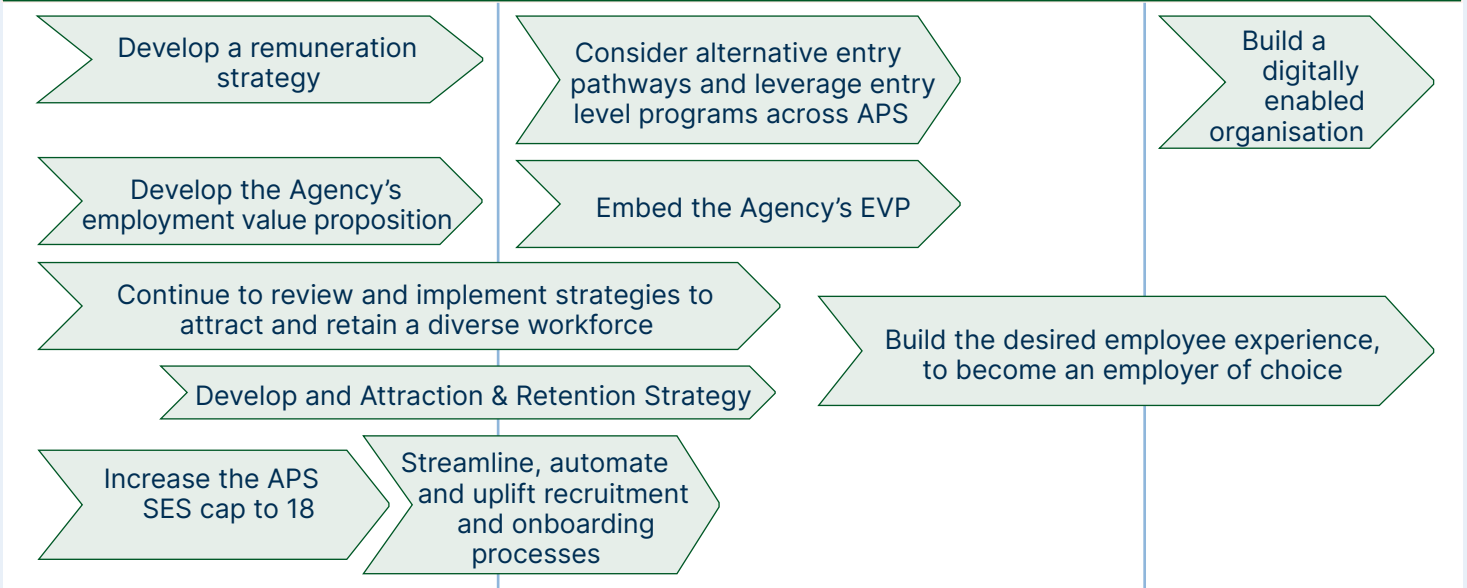 Develop a remuneration
strategy
Consider alternative entry
pathways and leverage entry
level programs across APS
Build a
digitally
enabled
organisation
Develop the Agency’s
employment value proposition
Embed the Agency’s EVP
Continue to review and implement strategies to
attract and retain a diverse workforce
Build the desired employee experience,
to become an employer of choice
Develop and Attraction & Retention Strategy
Increase the APS
SES cap to 18
Streamline, automate
and uplift recruitment
and onboarding
processes